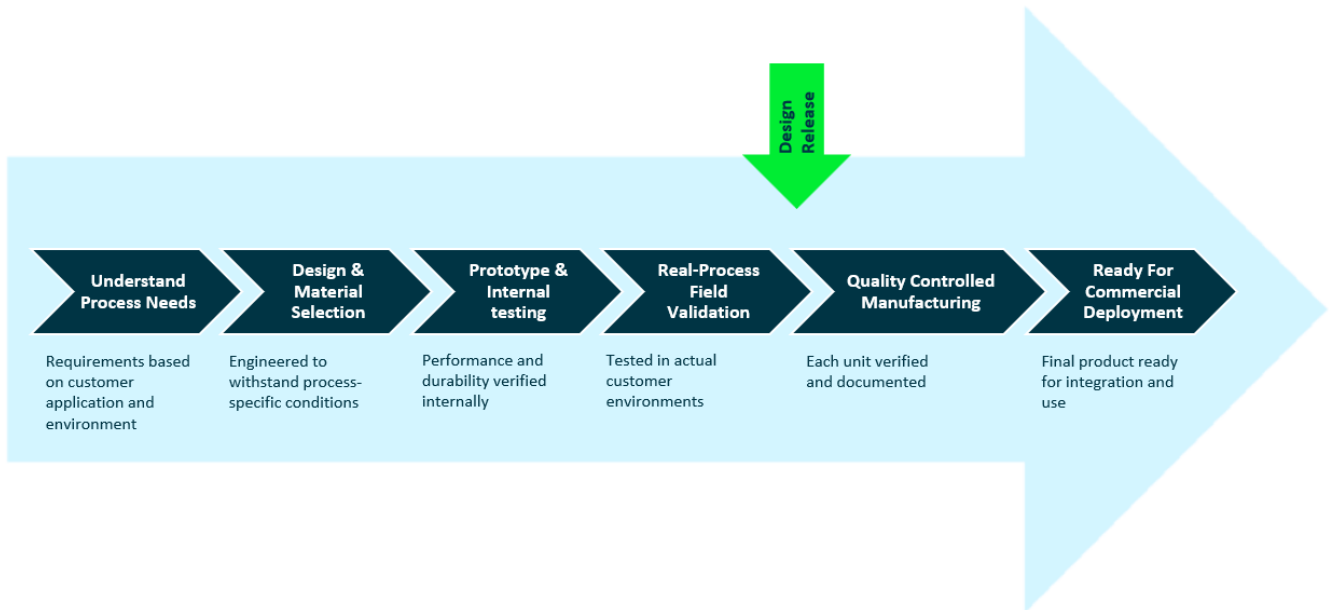 Design
Release
Understand
Process Needs
Design &
Material
Selection
Prototype &
Internal
testing
Real-Process
Field
Validation
Quality Controlled
Manufacturing
Ready For
Commercial
Deployment
Requirements based
on customer
application and
environment
Engineered to
withstand process-
specific conditions
Performance and
durability verified
internally
Tested in actual
customer
environments
Each unit verified
and documented
Final product ready
for integration and
use